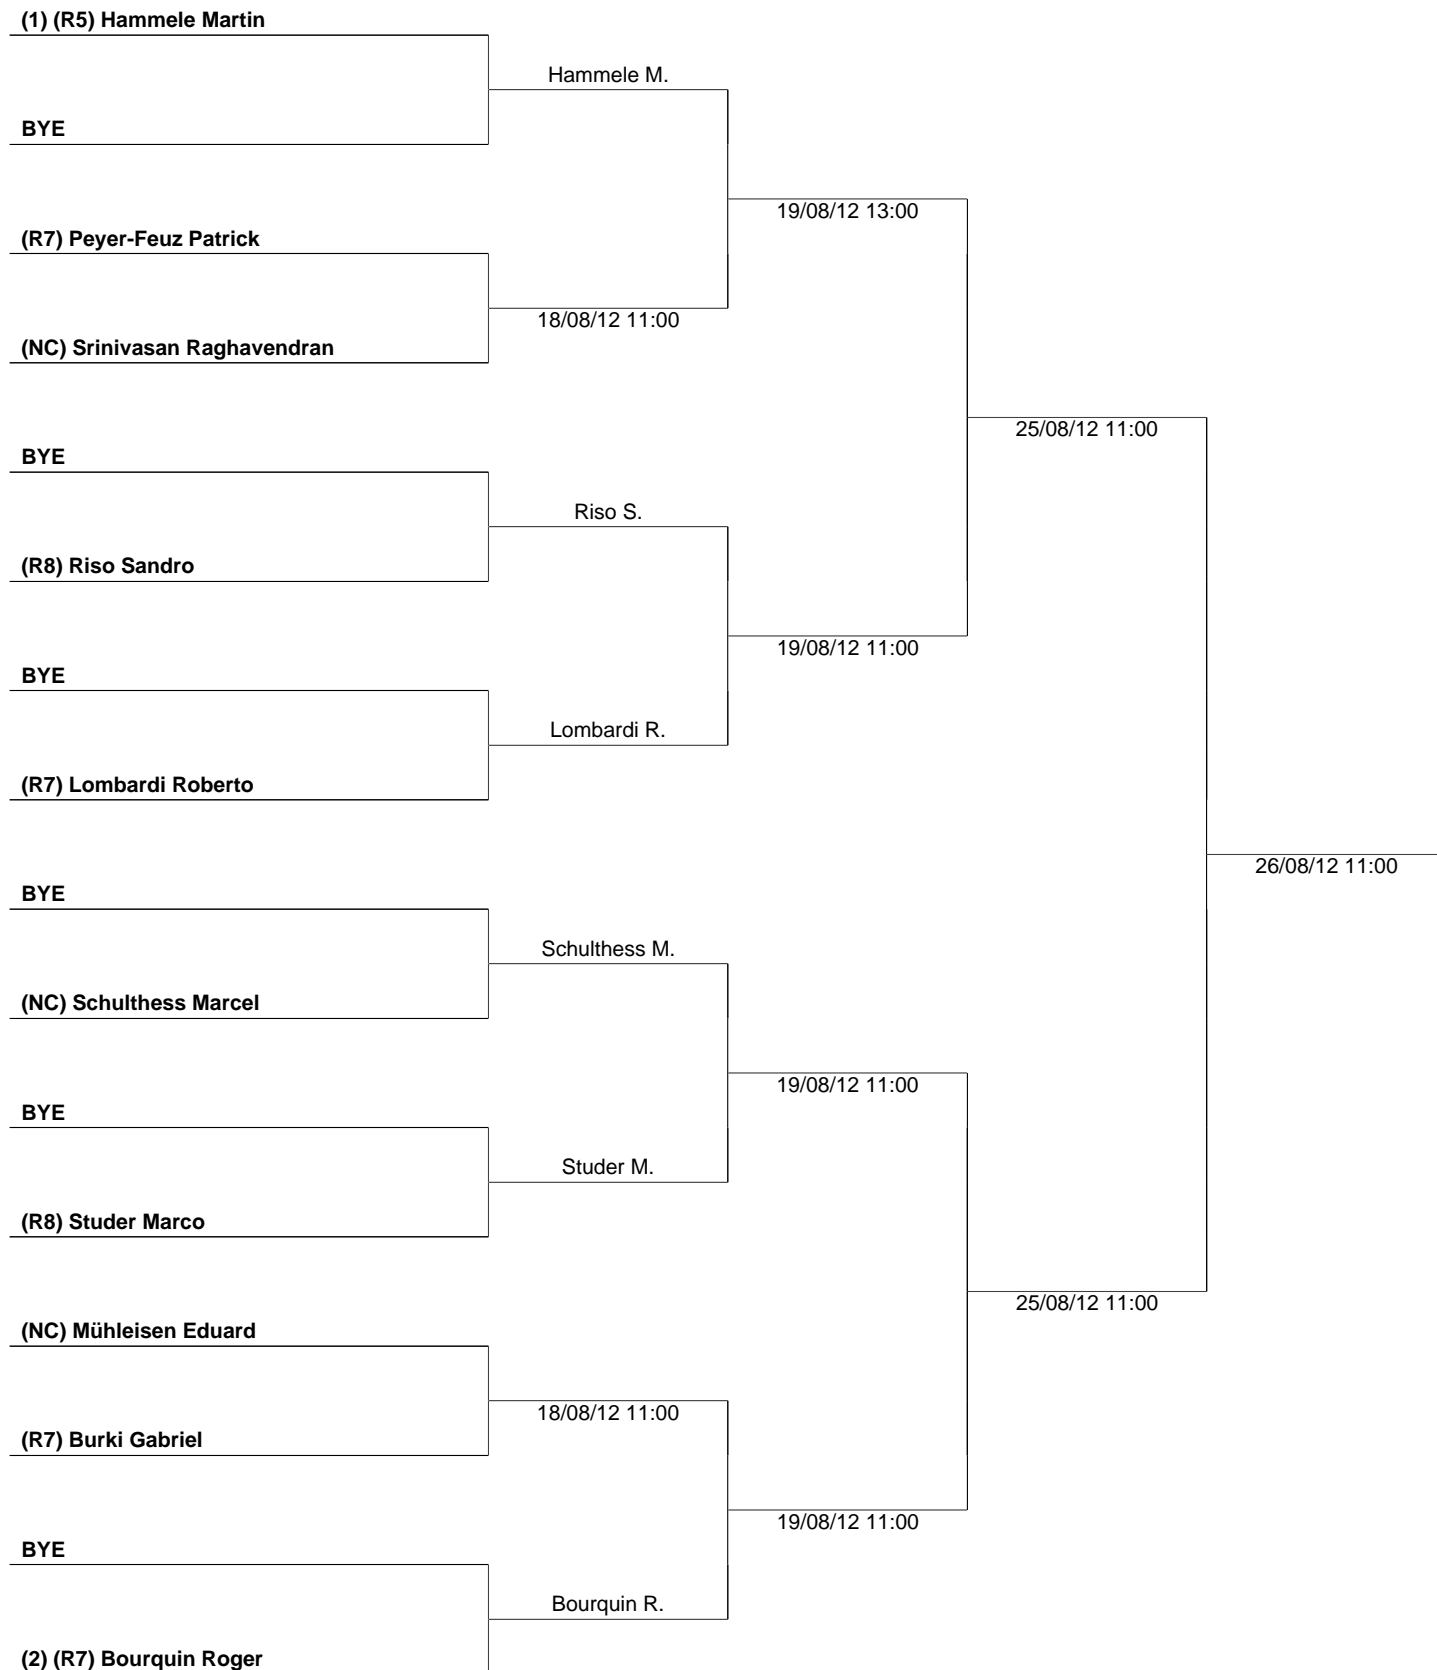 (1) (R5) Hammele Martin
Hammele M.
BYE
19/08/12 13:00
(R7) Peyer-Feuz Patrick
18/08/12 11:00
(NC) Srinivasan Raghavendran
25/08/12 11:00
BYE
Riso S.
(R8) Riso Sandro
19/08/12 11:00
BYE
Lombardi R.
(R7) Lombardi Roberto
26/08/12 11:00
BYE
Schulthess M.
(NC) Schulthess Marcel
19/08/12 11:00
BYE
Studer M.
(R8) Studer Marco
25/08/12 11:00
(NC) Mühleisen Eduard
18/08/12 11:00
(R7) Burki Gabriel
19/08/12 11:00
BYE
Bourquin R.
(2) (R7) Bourquin Roger